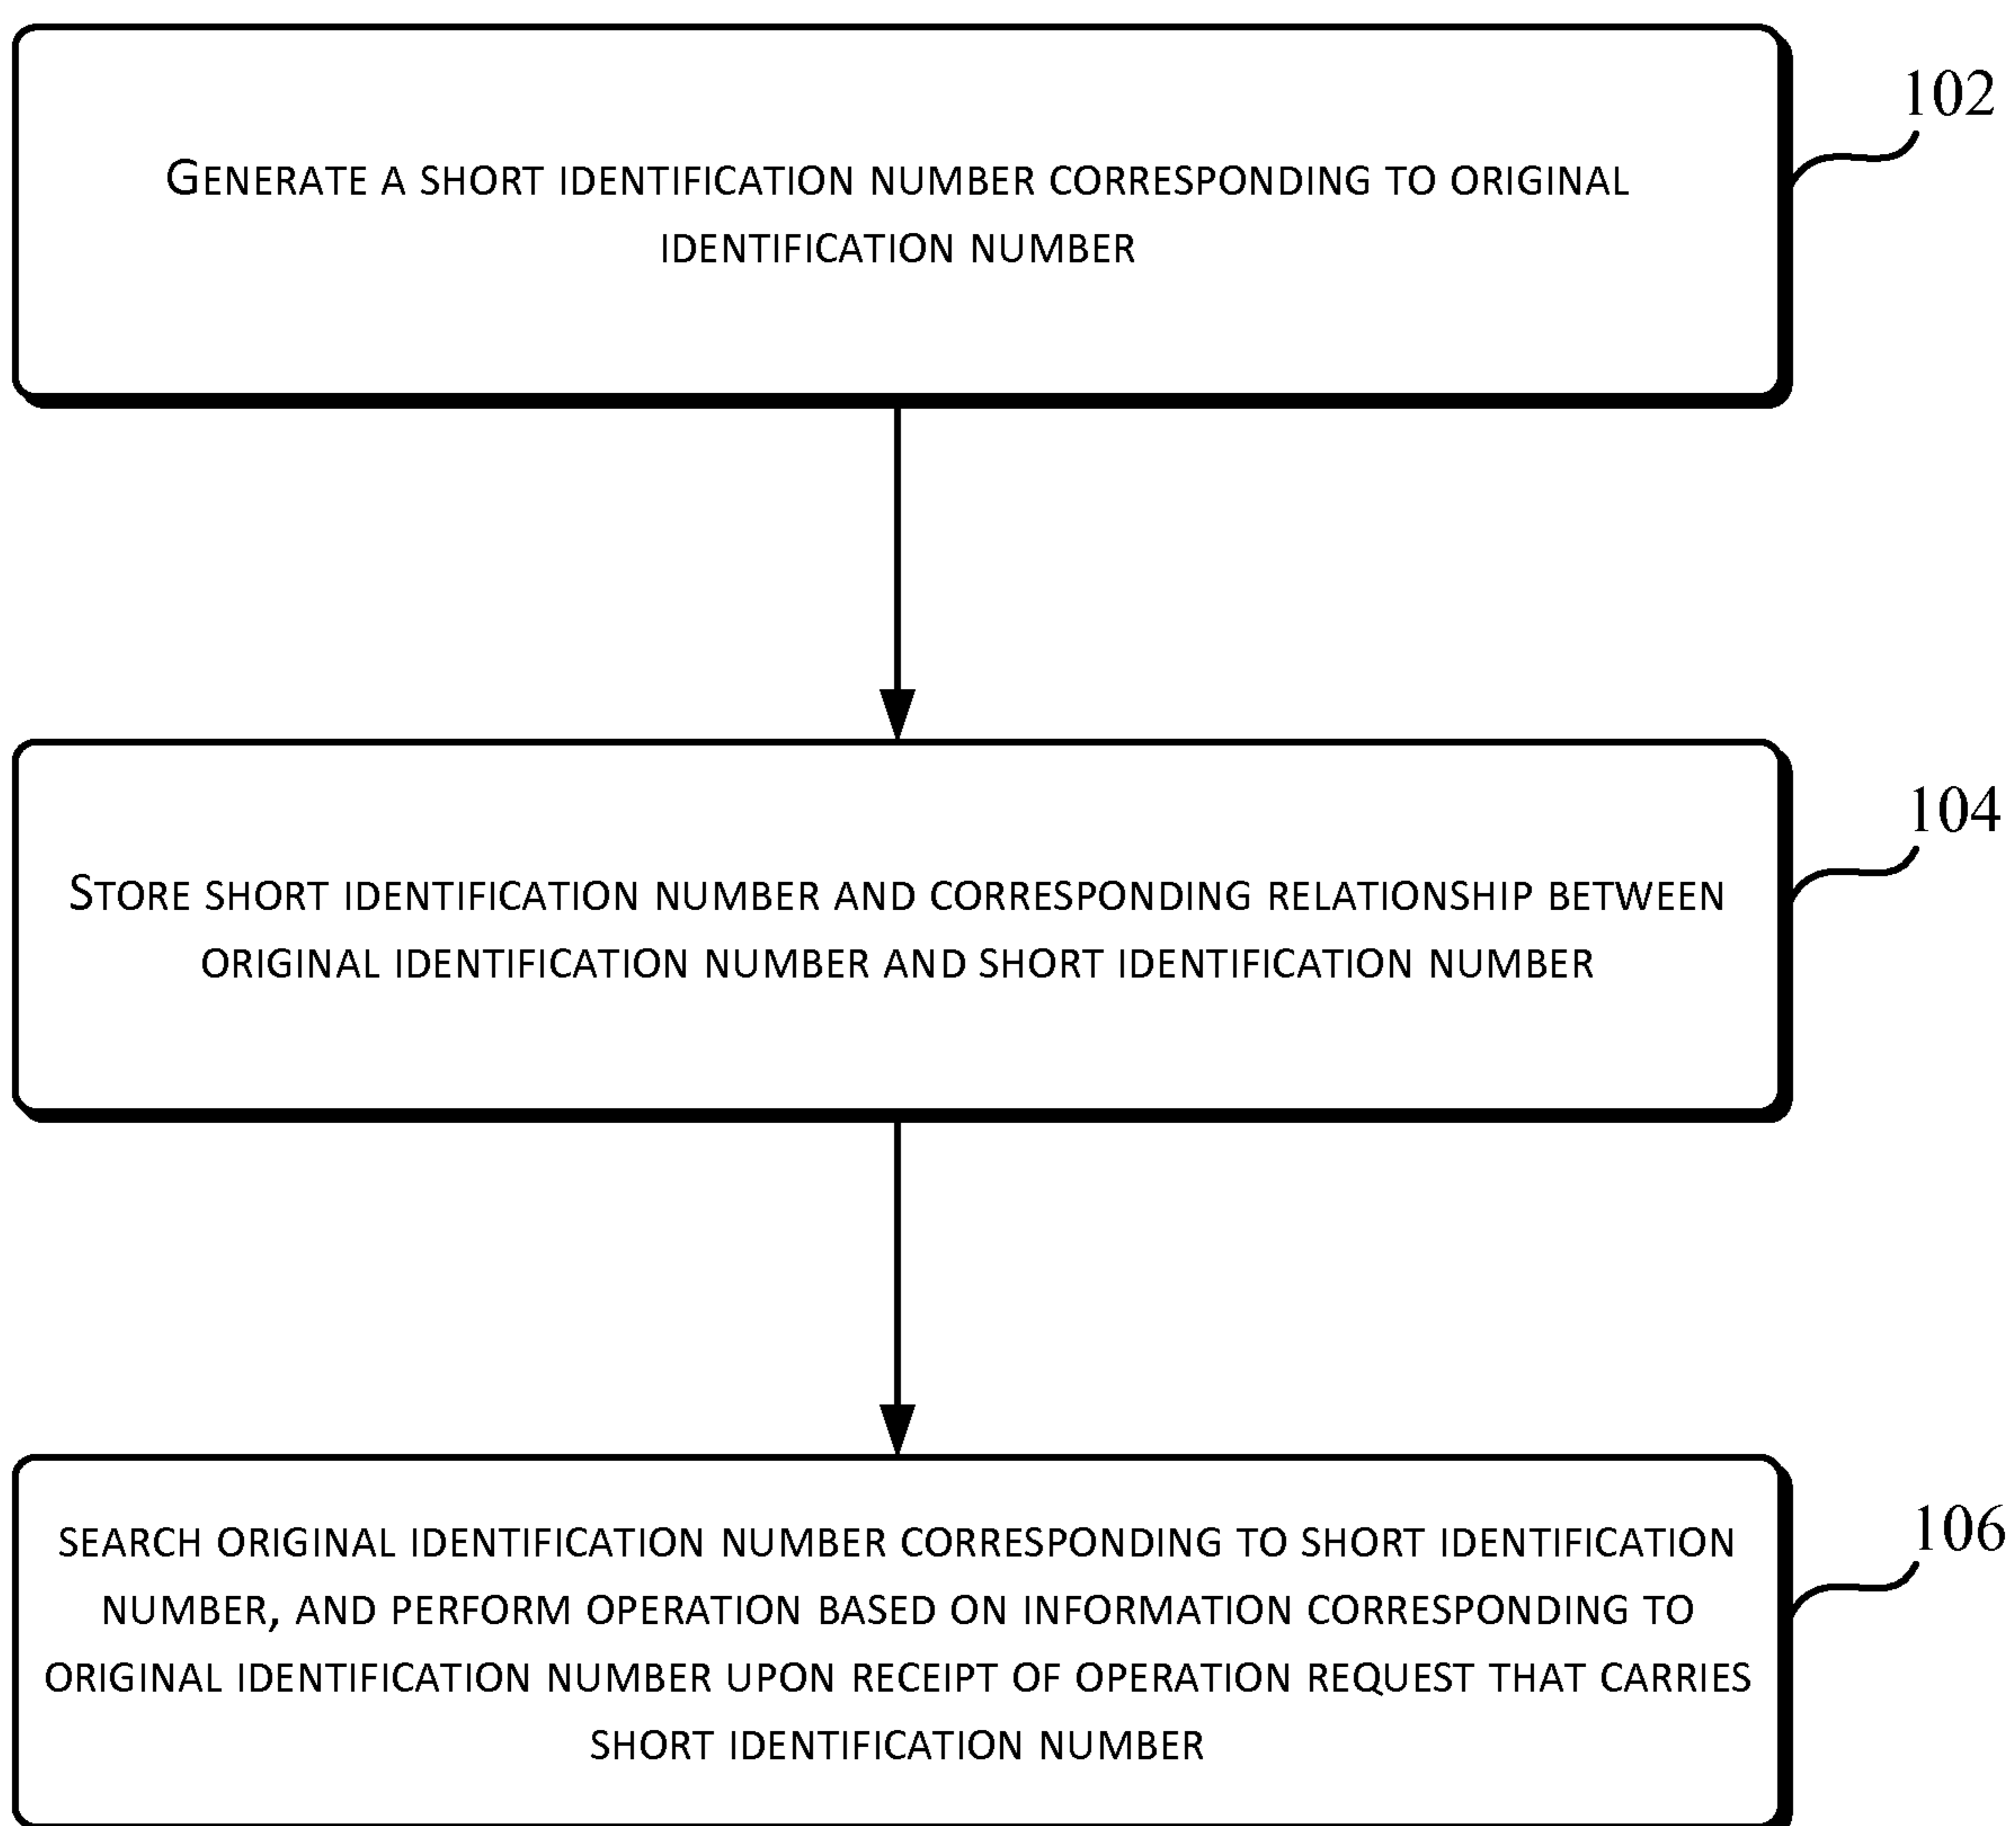 102
GENERATE A SHORT IDENTIFICATION NUMBER CORRESPONDING TO ORIGINAL
IDENTIFICATION NUMBER
104
STORE SHORT IDENTIFICATION NUMBER AND CORRESPONDING RELATIONSHIP BETWEEN
ORIGINAL IDENTIFICATION NUMBER AND SHORT IDENTIFICATION NUMBER
106
SEARCH ORIGINAL IDENTIFICATION NUMBER CORRESPONDING TO SHORT IDENTIFICATION
NUMBER, AND PERFORM OPERATION BASED ON INFORMATION CORRESPONDING TO
ORIGINAL IDENTIFICATION NUMBER UPON RECEIPT OF OPERATION REQUEST THAT CARRIES
SHORT IDENTIFICATION NUMBER